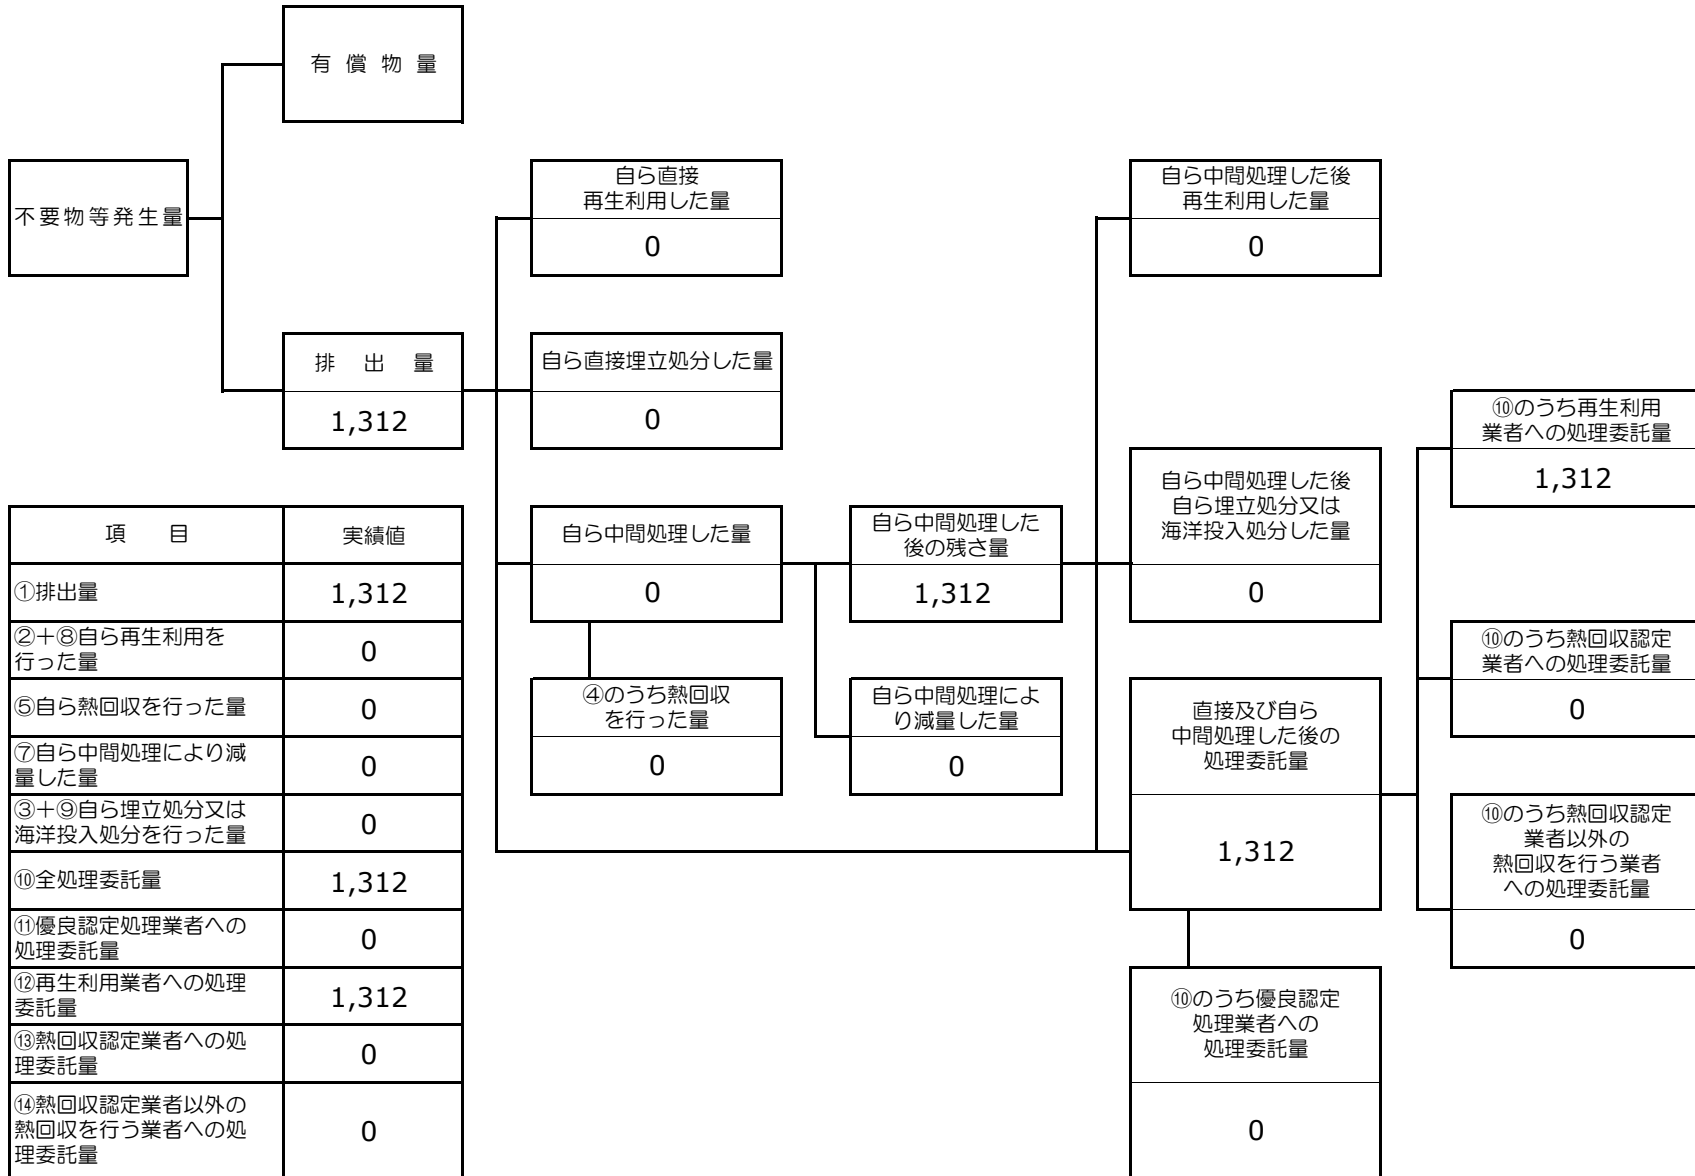 有 償 物 量
不要物等発生量
自ら直接
再生利用した量
0
自ら中間処理した後
再生利用した量
0
排 出 量
1,312
自ら直接埋立処分した量
0
⑩のうち再生利用
業者への処理委託量
1,312
自ら中間処理した後
自ら埋立処分又は
海洋投入処分した量
0
自ら中間処理した量
0
自ら中間処理した
後の残さ量
1,312
⑩のうち熱回収認定
業者への処理委託量
0
④のうち熱回収
を行った量
0
自ら中間処理によ
り減量した量
0
直接及び自ら
中間処理した後の
処理委託量
1,312
⑩のうち熱回収認定
業者以外の
熱回収を行う業者
への処理委託量
0
⑩のうち優良認定
処理業者への
処理委託量
0
項 目 実績値
①排出量 1,312
②+⑧自ら再生利用を
行った量 0
⑤自ら熱回収を行った量 0
⑦自ら中間処理により減
量した量 0
③+⑨自ら埋立処分又は
海洋投入処分を行った量 0
⑩全処理委託量 1,312
⑪優良認定処理業者への
処理委託量 0
⑫再生利用業者への処理
委託量 1,312
⑬熱回収認定業者への処
理委託量 0
⑭熱回収認定業者以外の
熱回収を行う業者への処
理委託量 0